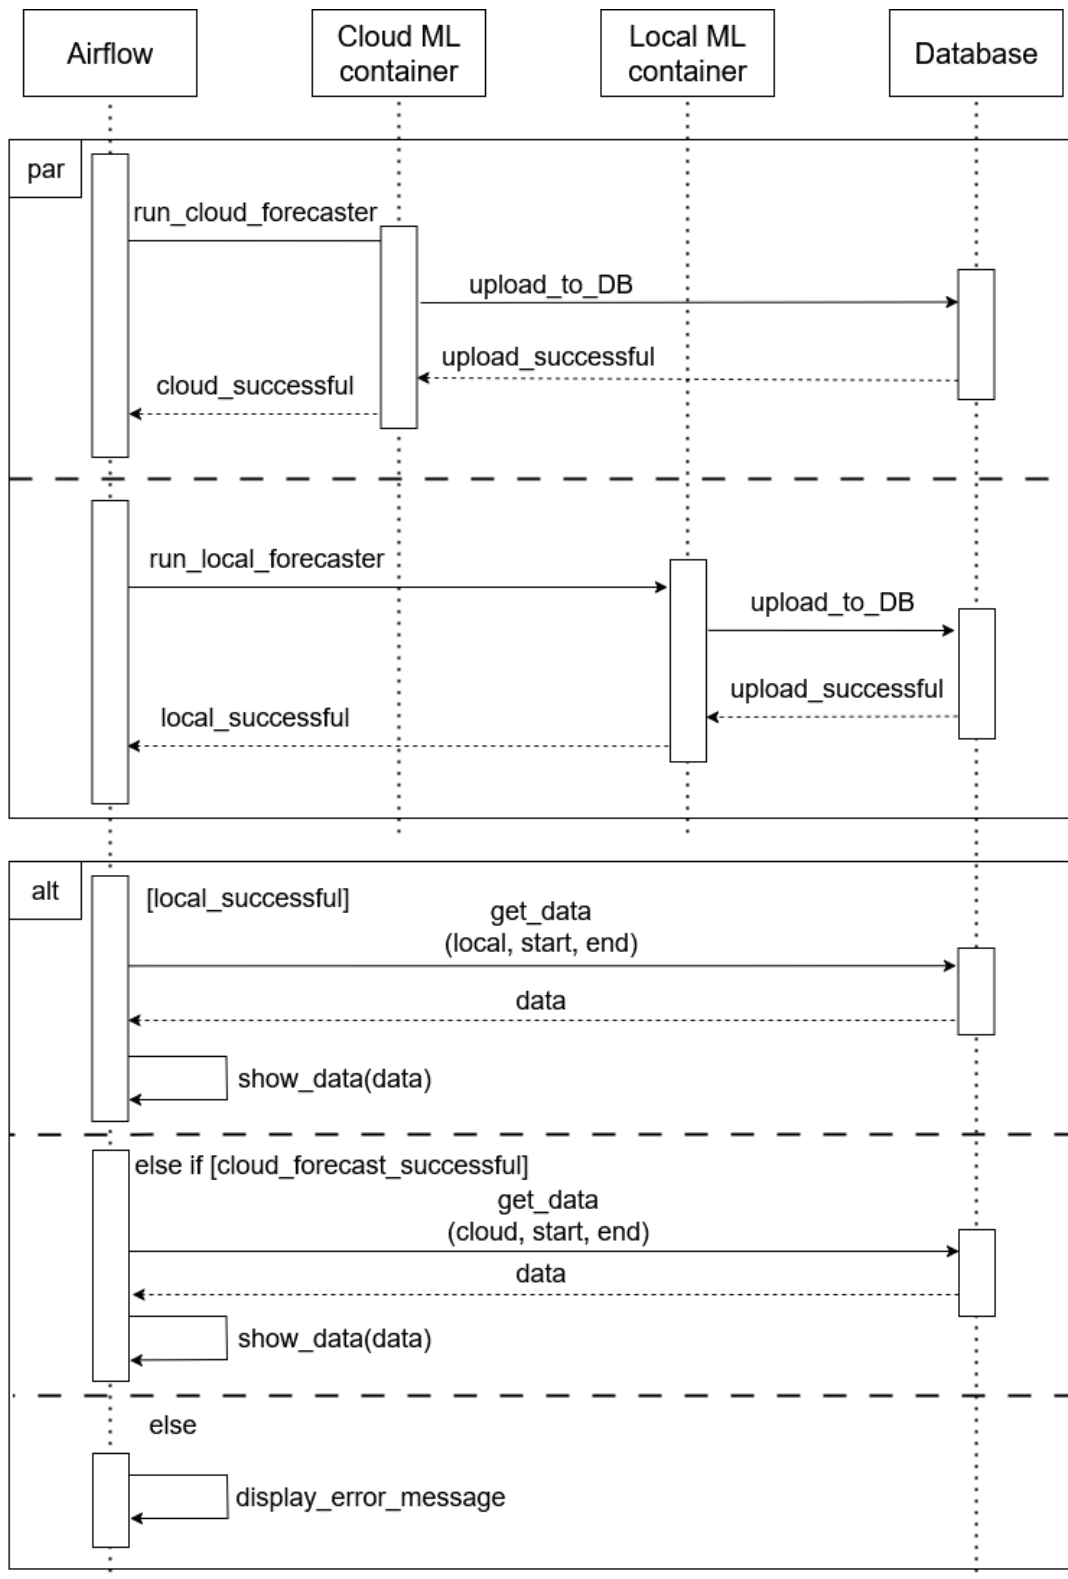 Airflow
Cloud ML
container
Local ML
container
Database
par
run_cloud_forecaster
upload_to_DB
upload_successful
cloud_successful
run_local_forecaster
upload_to_DB
upload_successful
local_successful
alt
[local_successful]
get_data
(local, start, end)
data
show_data(data)
else if [cloud_forecast_successful]
get_data
(cloud, start, end)
data
show_data(data)
else
display_error_message